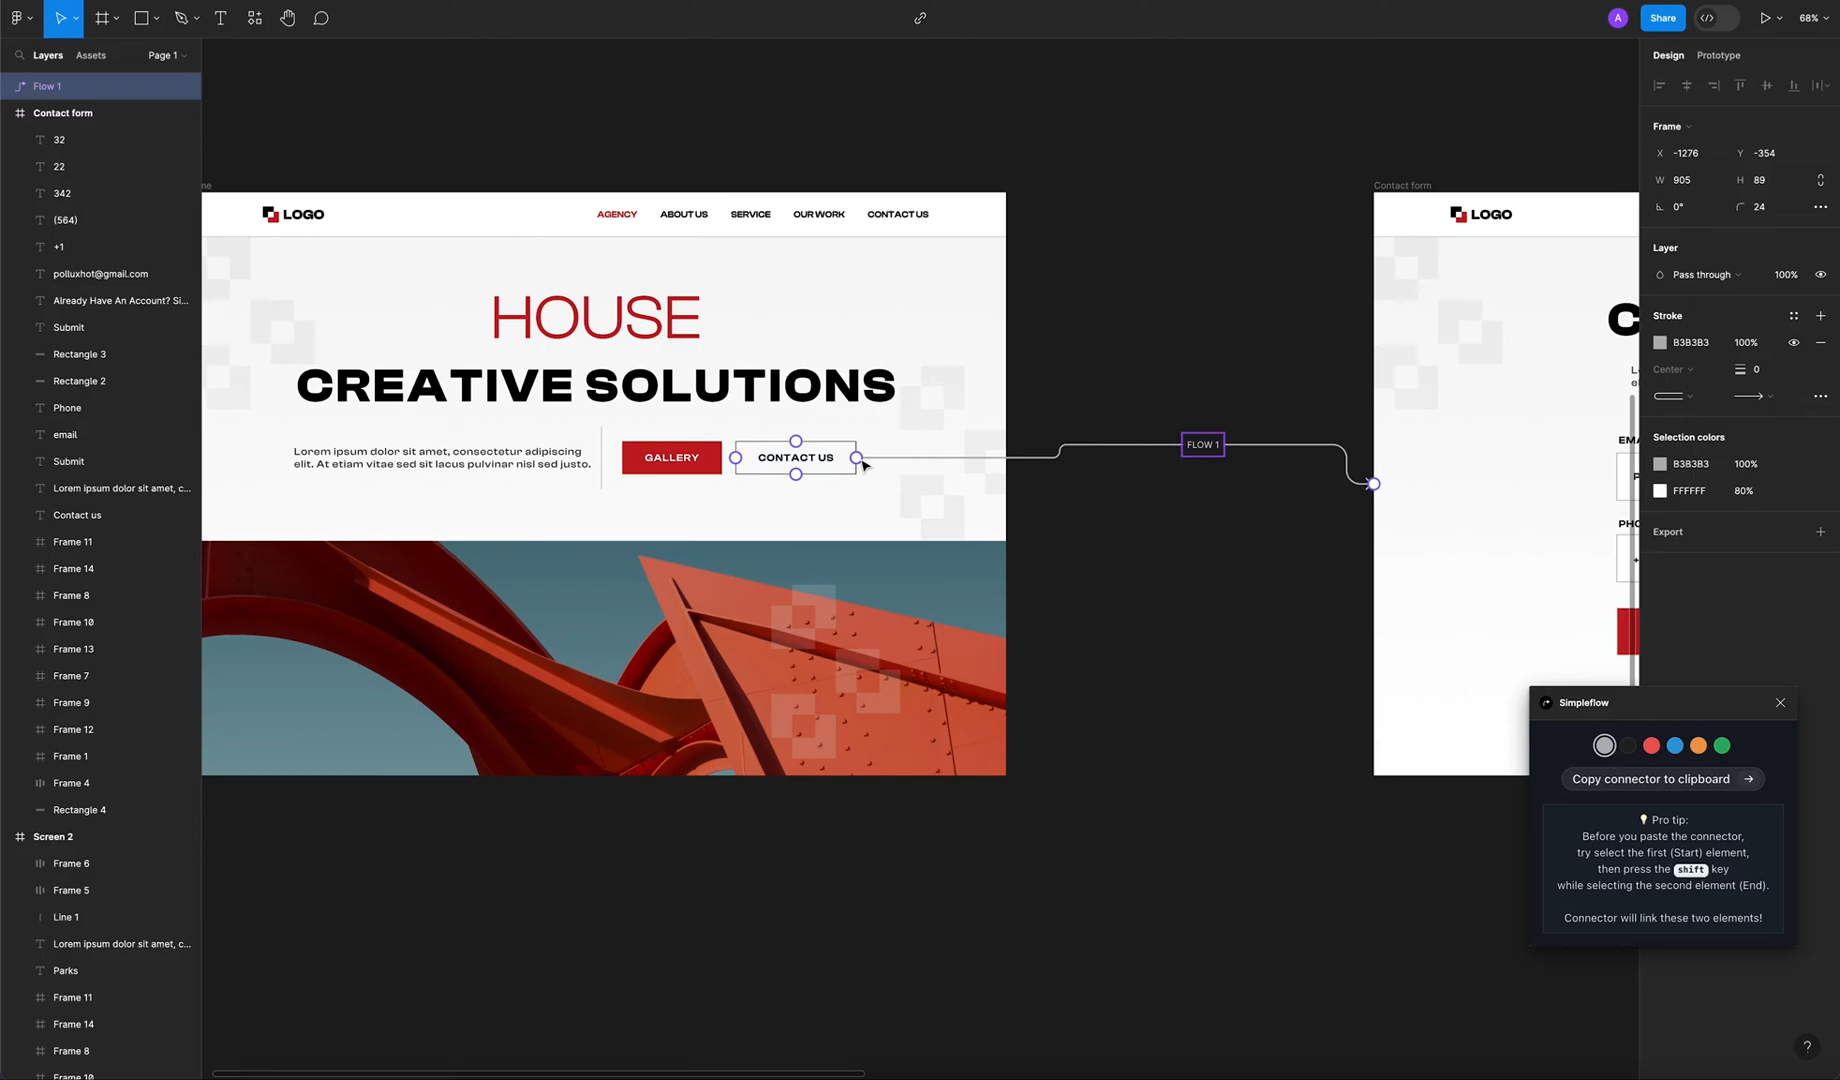 A
Share
68%
Layers
Assets
Page 1
Flow 1
Contact form
32
22
342
(564)
+1
polluxhot@gmail.com
Already Have An Account? Si...
Submit
Rectangle 3
Rectangle 2
Phone
email
Submit
Lorem ipsum dolor sit amet, c...
Contact us
Frame 11
Frame 14
Frame 8
Frame 10
Frame 13
Frame 7
Frame 9
Frame 12
Frame 1
Frame 4
Rectangle 4
Screen 2
Frame 6
Frame 5
Line 1
Lorem ipsum dolor sit amet, c...
Parks
Frame 11
Frame 14
Frame 8
Frame 10
ne
LOGO
AGENCY
ABOUT US
SERVICE
OUR WORK
CONTACT US
HOUSE
CREATIVE SOLUTIONS
Lorem ipsum dolor sit amet, consectetur adipiscing
elit. At etiam vitae sed sit lacus pulvinar nisl sed justo.
GALLERY
CONTACT US
FLOW 1
Contact form
LOGO
C
Lo
el
EMA
P
PHO
+
Design
Prototype
Frame
X -1276
Y -354
W 905
H 89
0°
24
Layer
Pass through
100%
Stroke
B3B3B3 100%
Center
0
Selection colors
B3B3B3 100%
FFFFFF 80%
Export
Simpleflow
Copy connector to clipboard →
Pro tip:
Before you paste the connector,
try select the first (Start) element,
then press the shift key
while selecting the second element (End).
Connector will link these two elements!
?